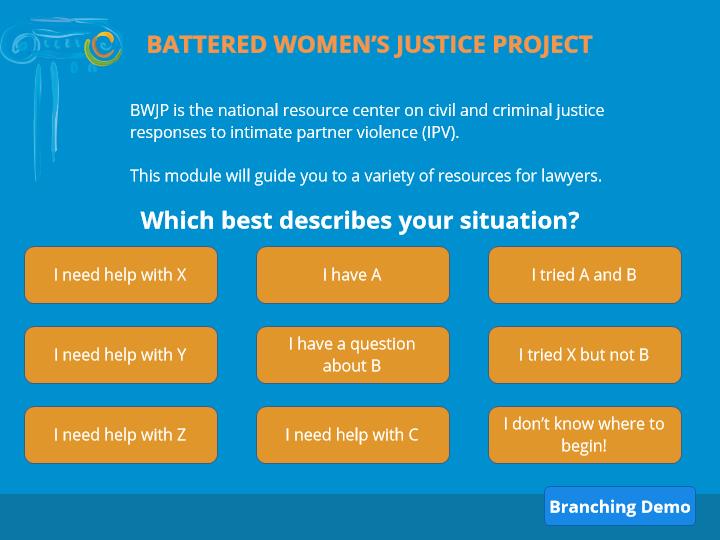 BATTERED WOMEN'S JUSTICE PROJECT
BWJP is the national resource center on civil and criminal justice
responses to intimate partner violence (IPV).
This module will guide you to a variety of resources for lawyers.
Which best describes your situation?
I need help with X
I have A
I tried A and B
I need help with Y
I have a question
about B
I tried X but not B
I need help with Z
I need help with C
I don't know where to
begin!
Branching Demo